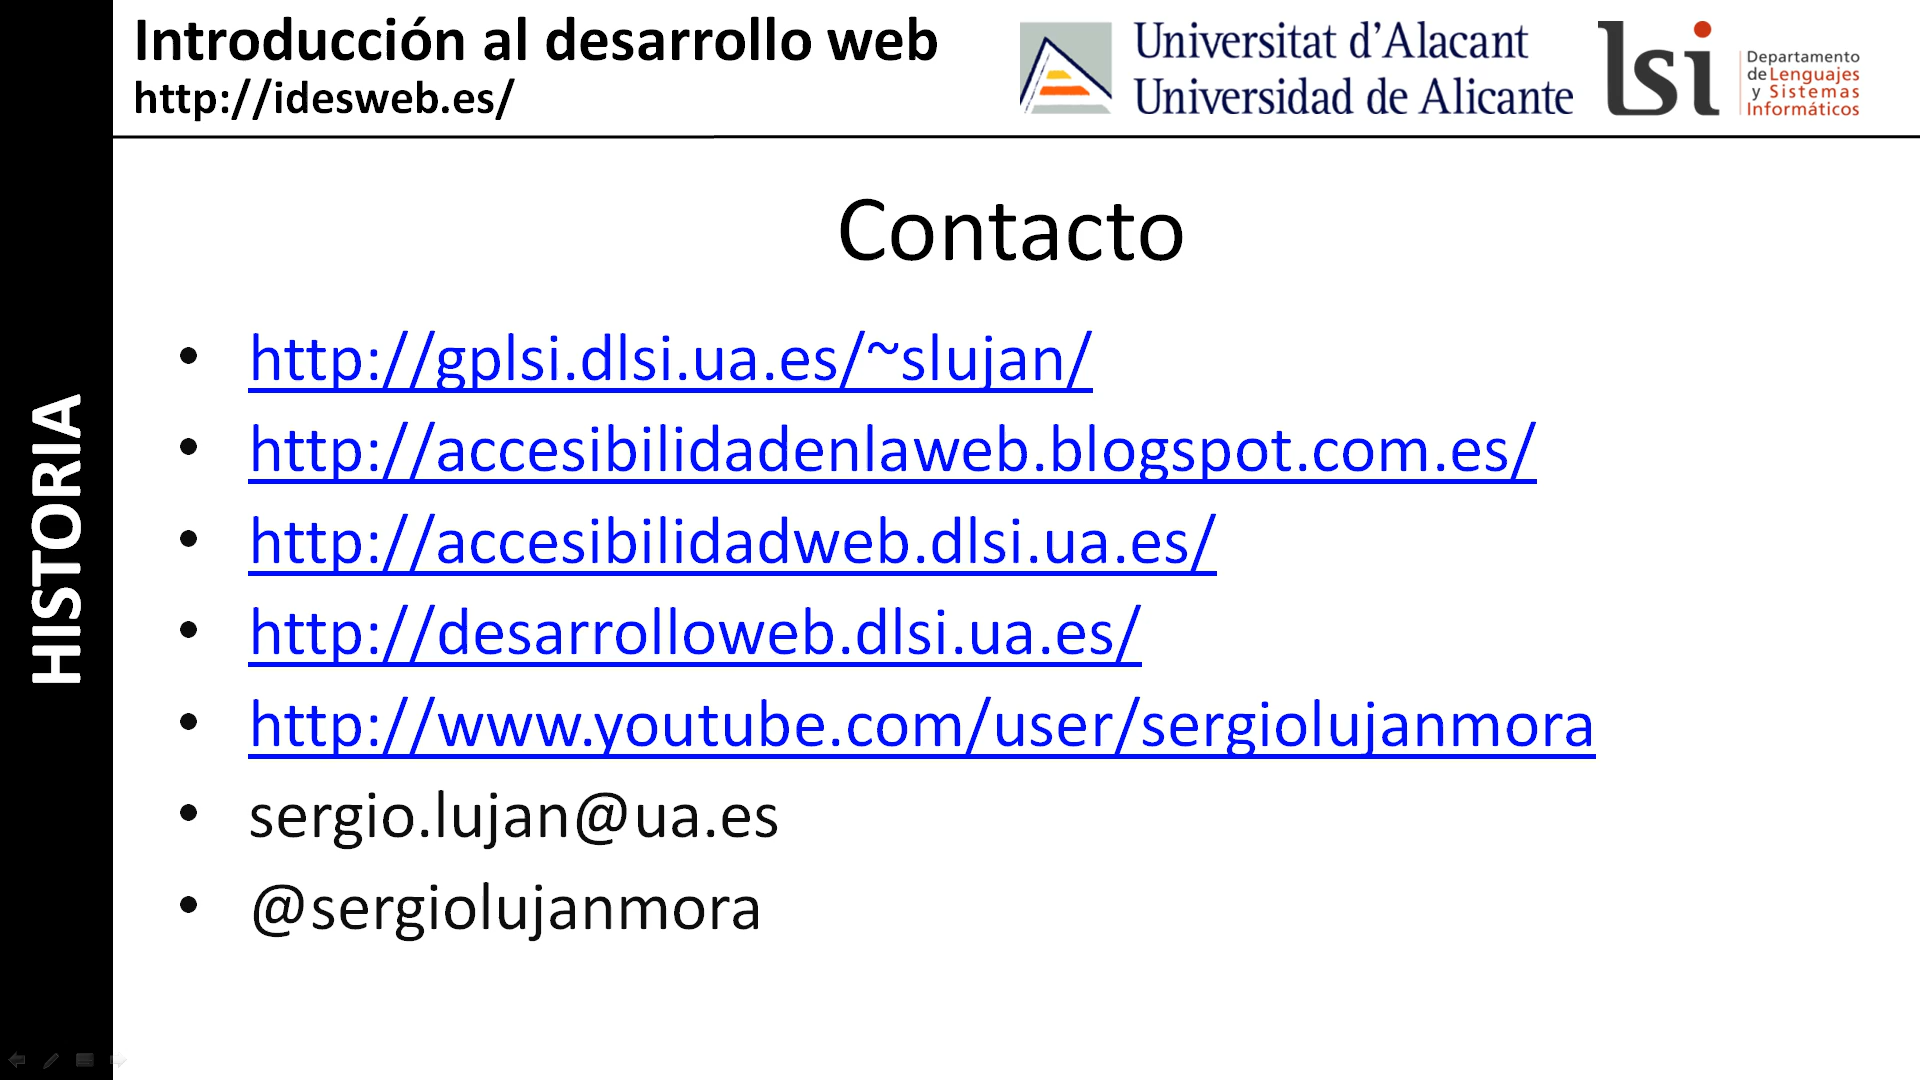 Introducción al desarrollo web
http://idesweb.es/
Universitat d'Alacant
Universidad de Alicante
lsi
Departamento
de Lenguajes
y Sistemas
Informáticos
HISTORIA
Contacto
• http://gplsi.dlsi.ua.es/~slujan/
• http://accesibilidadenlaweb.blogspot.com.es/
• http://accesibilidadweb.dlsi.ua.es/
• http://desarrolloweb.dlsi.ua.es/
• http://www.youtube.com/user/sergiolujanmora
• sergio.lujan@ua.es
• @sergiolujanmora